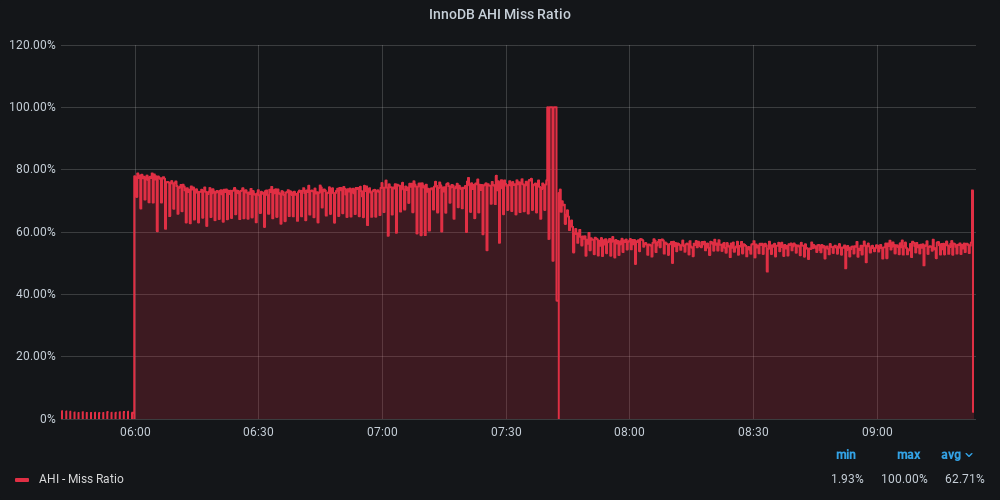 InnoDB AHI Miss Ratio
120.00%
100.00%
80.00%
60.00%
40.00%
20.00%
0%
06:00 06:30 07:00 07:30 08:00 08:30 09:00
min max avg
AHI - Miss Ratio 1.93% 100.00% 62.71%